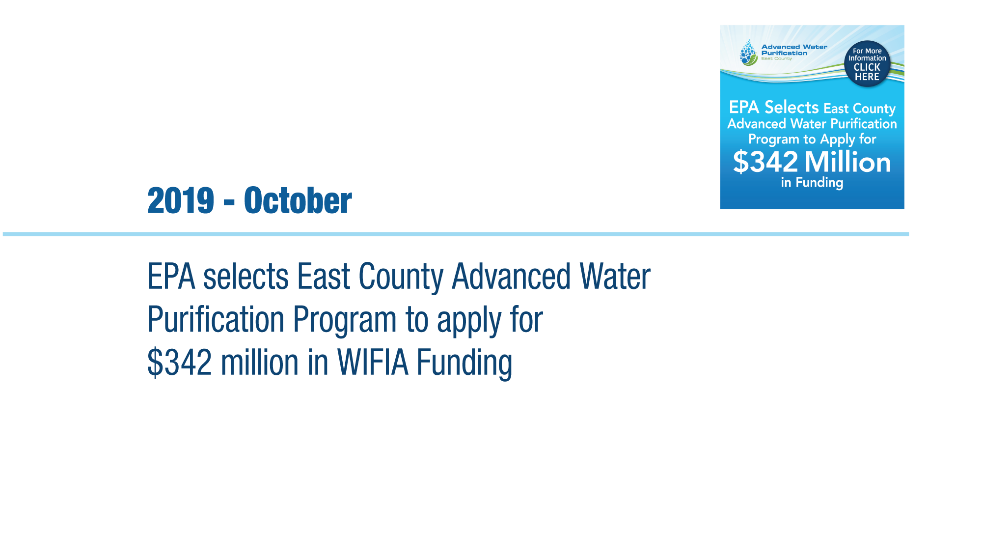 Advanced Water
Purification
East County
For More
Information
CLICK
HERE
EPA Selects East County
Advanced Water Purification
Program to Apply for
$342 Million
in Funding
2019 - October
EPA selects East County Advanced Water
Purification Program to apply for
$342 million in WIFIA Funding